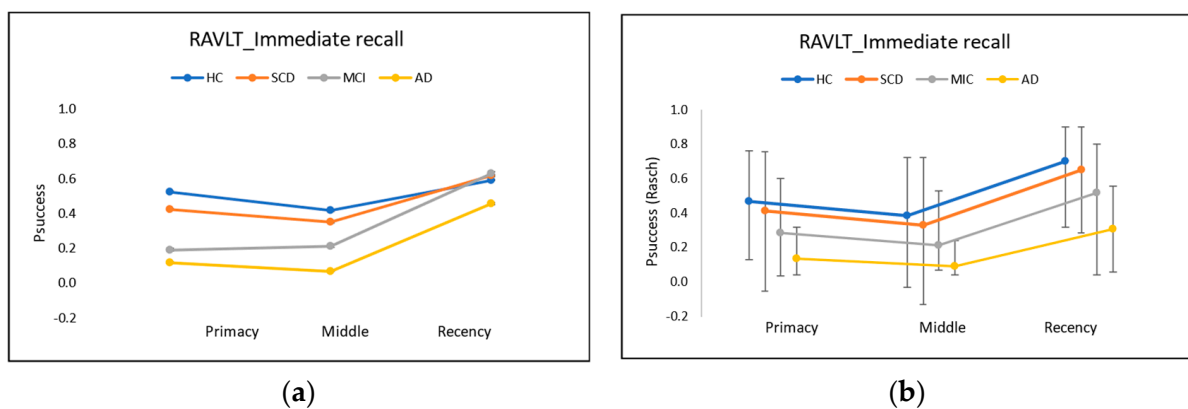 RAVLT_Immediate recall
HC SCD MCI AD
1.0
0.8
0.6
0.4
0.2
0.0
-0.2
Psuccess
Primacy Middle Recency
(a)
RAVLT_Immediate recall
HC SCD MIC AD
1.0
0.8
0.6
0.4
0.2
0.0
-0.2
Psuccess (Rasch)
Primacy Middle Recency
(b)